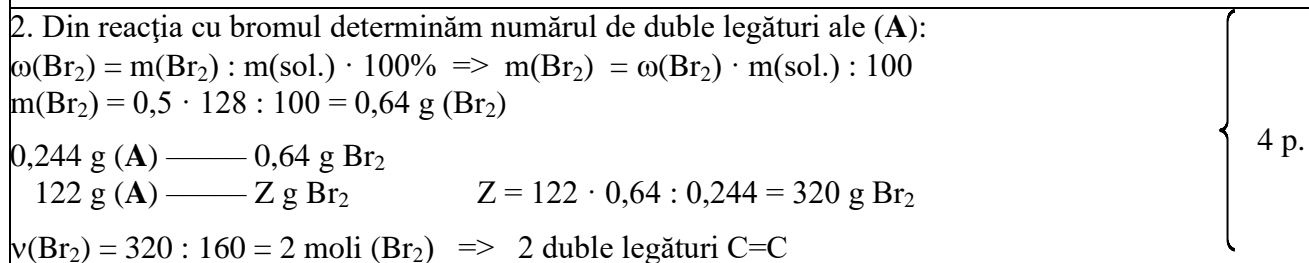 2. Din reacţia cu bromul determinăm numărul de duble legături ale (A):
ω(Br₂) = m(Br₂) : m(sol.) · 100% => m(Br₂) = ω(Br₂) · m(sol.) : 100
m(Br₂) = 0,5 · 128 : 100 = 0,64 g (Br₂)
0,244 g (A) ——— 0,64 g Br₂
122 g (A) ——— Z g Br₂ Z = 122 · 0,64 : 0,244 = 320 g Br₂
ν(Br₂) = 320 : 160 = 2 moli (Br₂) => 2 duble legături C=C
4 p.